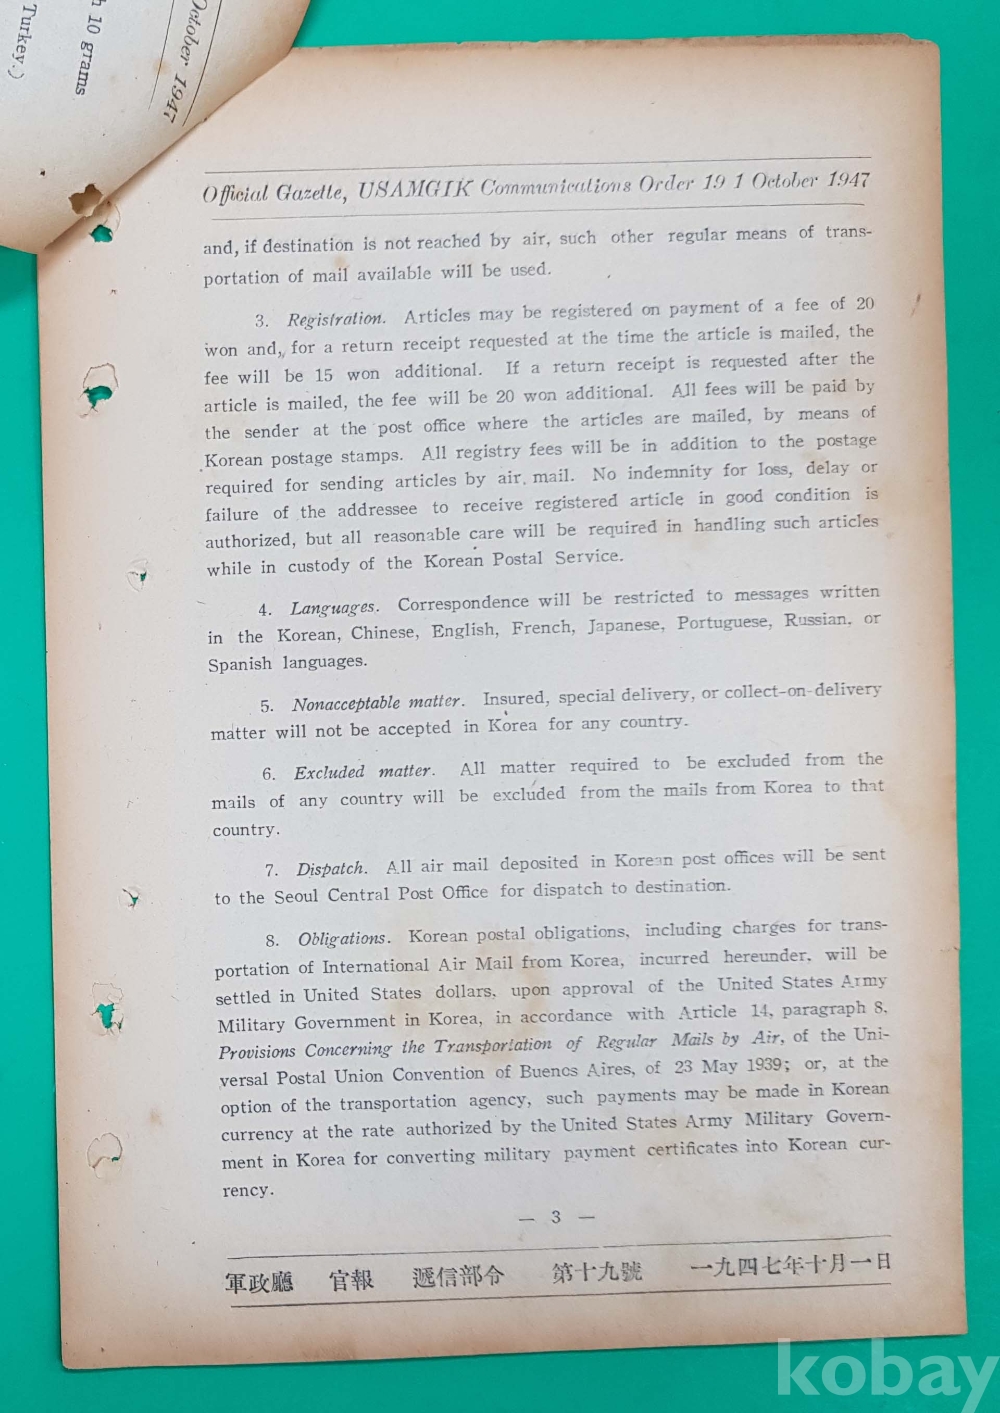 Turkey.)
10 grams
October 1947
Official Gazette, USAMGIK Communications Order 19 1 October 1947
and, if destination is not reached by air, such other regular means of trans-
portation of mail available will be used.
3. Registration. Articles may be registered on payment of a fee of 20
won and, for a return receipt requested at the time the article is mailed, the
fee will be 15 won additional. If a return receipt is requested after the
article is mailed, the fee will be 20 won additional. All fees will be paid by
the sender at the post office where the articles are mailed, by means of
Korean postage stamps. All registry fees will be in addition to the postage
required for sending articles by air mail. No indemnity for loss, delay or
failure of the addressee to receive registered article in good condition is
authorized, but all reasonable care will be required in handling such articles
while in custody of the Korean Postal Service.
4. Languages. Correspondence will be restricted to messages written
in the Korean, Chinese, English, French, Japanese, Portuguese, Russian, or
Spanish languages.
5. Nonacceptable matter. Insured, special delivery, or collect-on-delivery
matter will not be accepted in Korea for any country.
6. Excluded matter. All matter required to be excluded from the
mails of any country will be excluded from the mails from Korea to that
country.
7. Dispatch. All air mail deposited in Korean post offices will be sent
to the Seoul Central Post Office for dispatch to destination.
8. Obligations. Korean postal obligations, including charges for trans-
portation of International Air Mail from Korea, incurred hereunder, will be
settled in United States dollars, upon approval of the United States Army
Military Government in Korea, in accordance with Article 14, paragraph 8,
Provisions Concerning the Transportation of Regular Mails by Air, of the Uni-
versal Postal Union Convention of Buenos Aires, of 23 May 1939; or, at the
option of the transportation agency, such payments may be made in Korean
currency at the rate authorized by the United States Army Military Govern-
ment in Korea for converting military payment certificates into Korean cur-
rency.
— 3 —
軍政廳 官報 遞信部令 第十九號 一九四七年十月一日
kobay